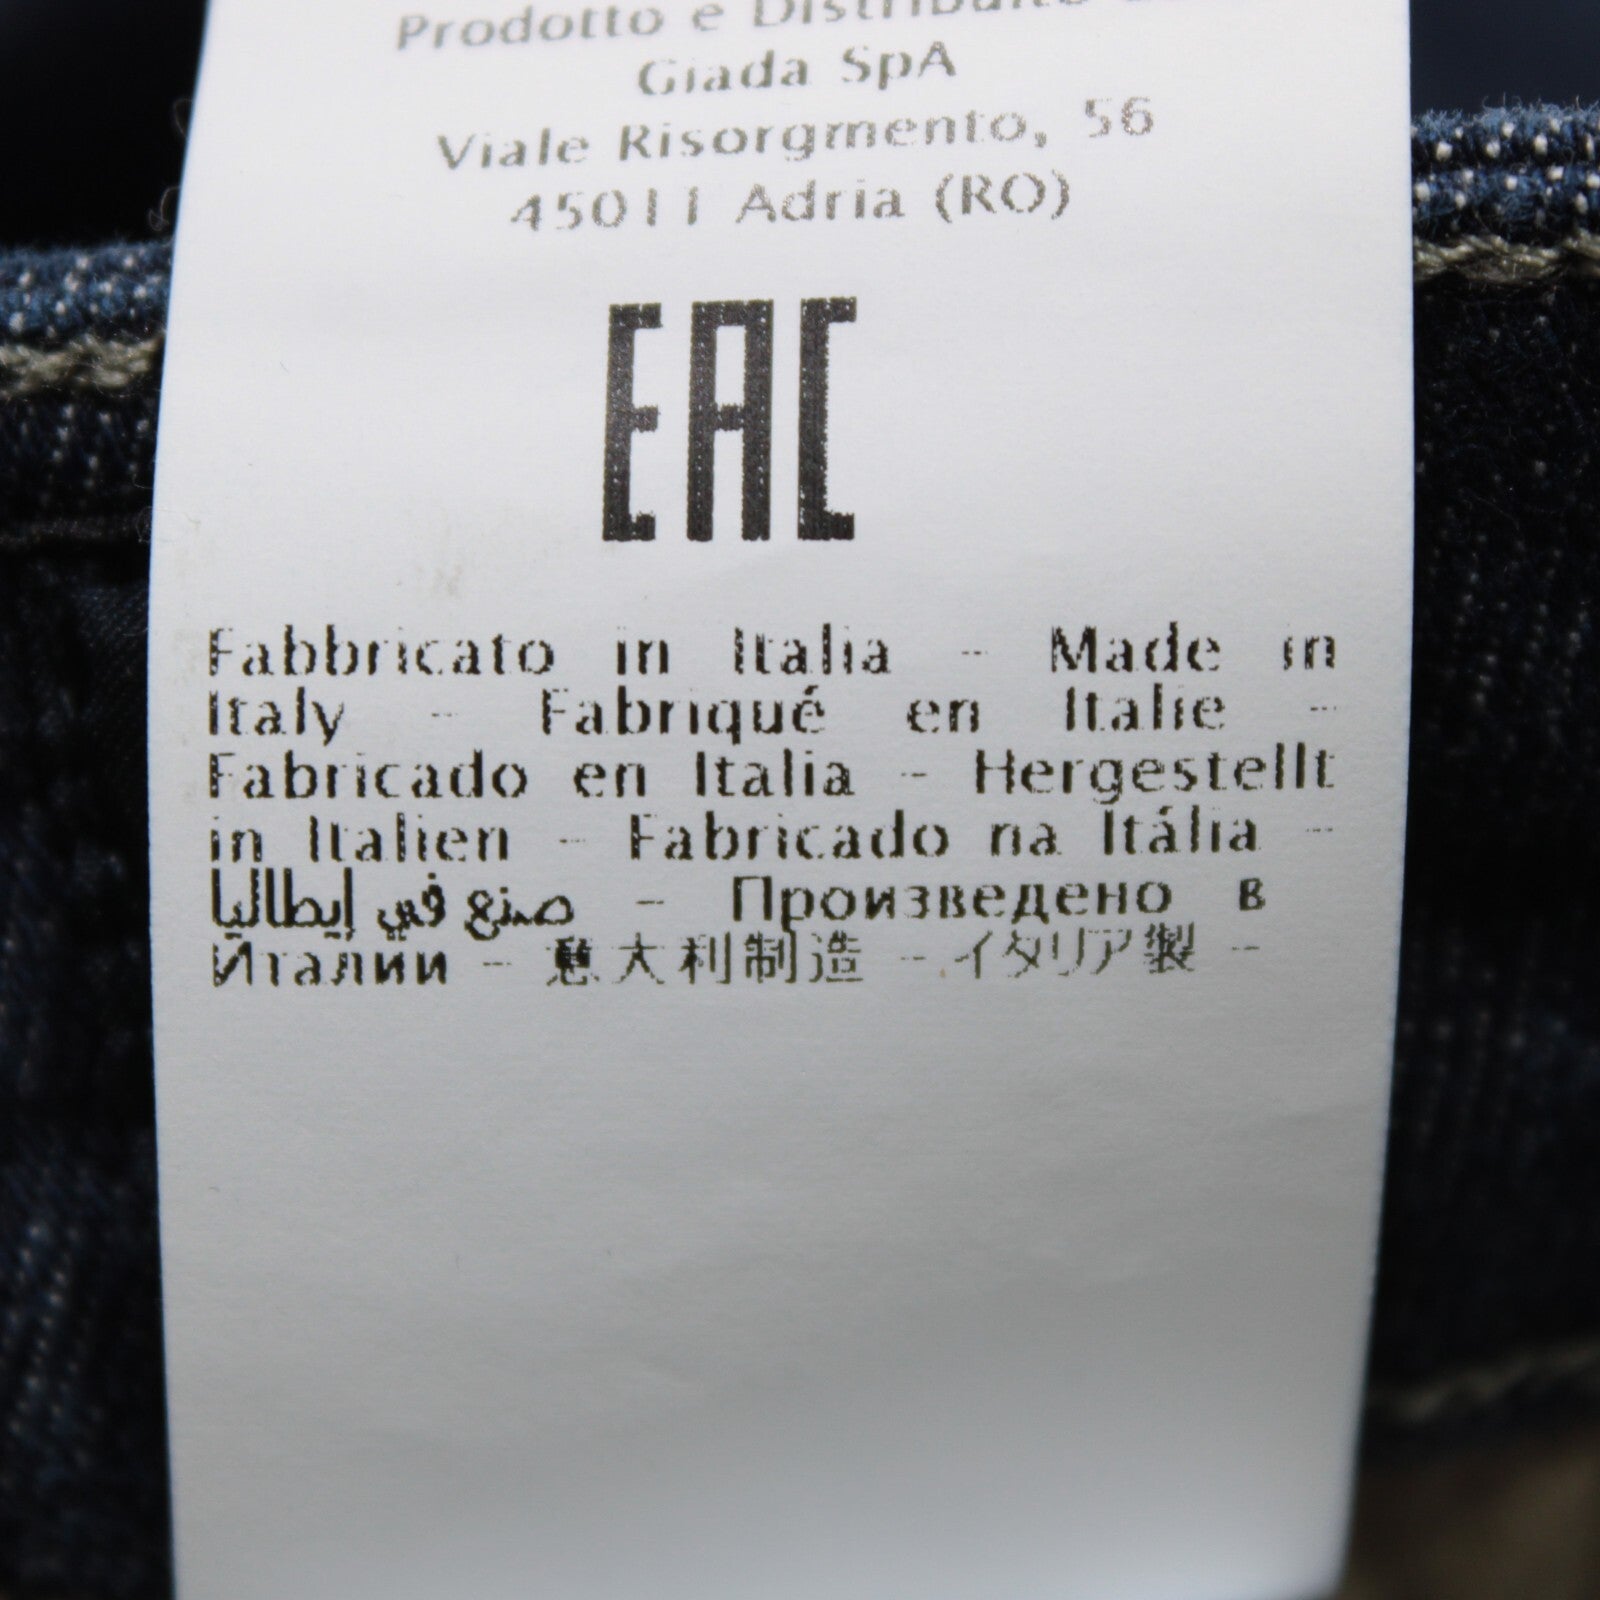 Prodotto e Distribuito
Giada SpA
Viale Risorgmento, 56
45011 Adria (RO)
EAC
Fabbricato in Italia - Made in
Italy - Fabriqué en Italie -
Fabricado en Italia - Hergestellt
in Italien - Fabricado na Itália -
صنع في إيطاليا - Произведено в
Италии - 意大利制造 - イタリア製 -